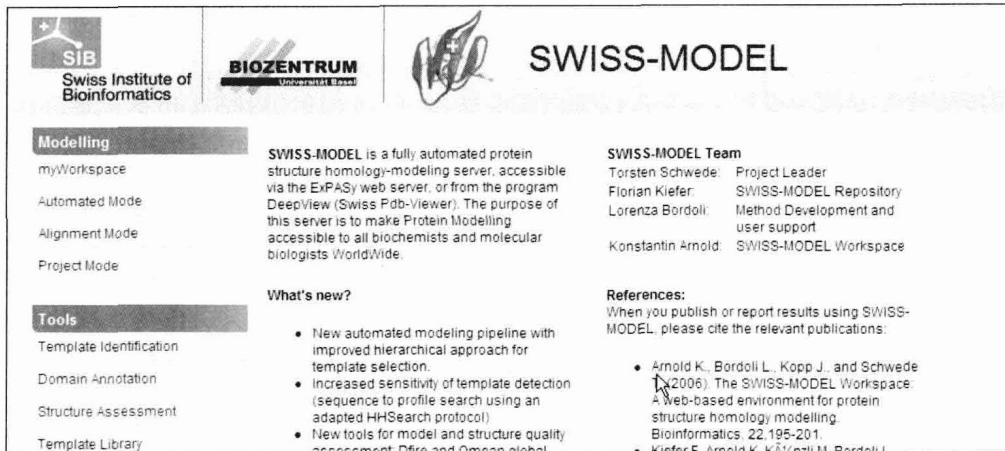 SIB
Swiss Institute of
Bioinformatics
BIOZENTRUM
Universität Basel
SWISS-MODEL
Modelling
myWorkspace
Automated Mode
Alignment Mode
Project Mode
Tools
Template Identification
Domain Annotation
Structure Assessment
Template Library
SWISS-MODEL is a fully automated protein
structure homology-modeling server, accessible
via the ExPASy web server, or from the program
DeepView (Swiss Pdb-Viewer). The purpose of
this server is to make Protein Modelling
accessible to all biochemists and molecular
biologists WorldWide.
What's new?
• New automated modeling pipeline with
improved hierarchical approach for
template selection.
• Increased sensitivity of template detection
(sequence to profile search using an
adapted HHSearch protocol)
• New tools for model and structure quality
assessment: Dfire and Qmean global
SWISS-MODEL Team
Torsten Schwede: Project Leader
Florian Kiefer: SWISS-MODEL Repository
Lorenza Bordoli: Method Development and
user support
Konstantin Arnold: SWISS-MODEL Workspace
References:
When you publish or report results using SWISS-
MODEL, please cite the relevant publications:
• Arnold K., Bordoli L., Kopp J., and Schwede
(2006). The SWISS-MODEL Workspace:
A web-based environment for protein
structure homology modelling.
Bioinformatics, 22,195-201.
• Kiefer F, Arnold K, Bordoli L